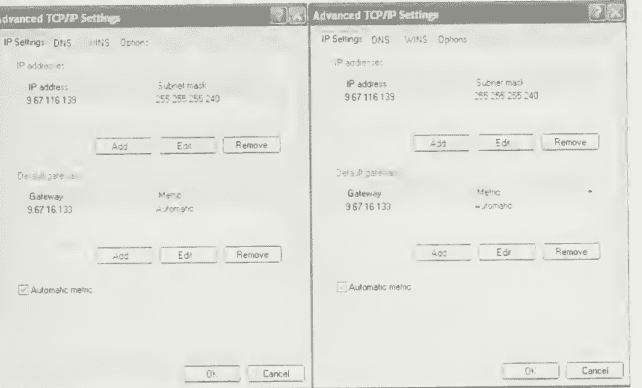 Advanced TCP/IP Settings
IP Settings DNS WINS Options
IP addresses
IP address Subnet mask
9 67 116 139 255 255 255 240
Add Edit Remove
Default gateways
Gateway Metric
9.67 16.133 Automatic
Add Edit Remove
Automatic metric
OK Cancel
Advanced TCP/IP Settings
IP Settings DNS WINS Options
IP addresses
IP address Subnet mask
9 67 116 139 255 255 255 240
Add Edit Remove
Default gateways
Gateway Metric
9 67 16 133 Automatic
Add Edit Remove
Automatic metric
OK Cancel